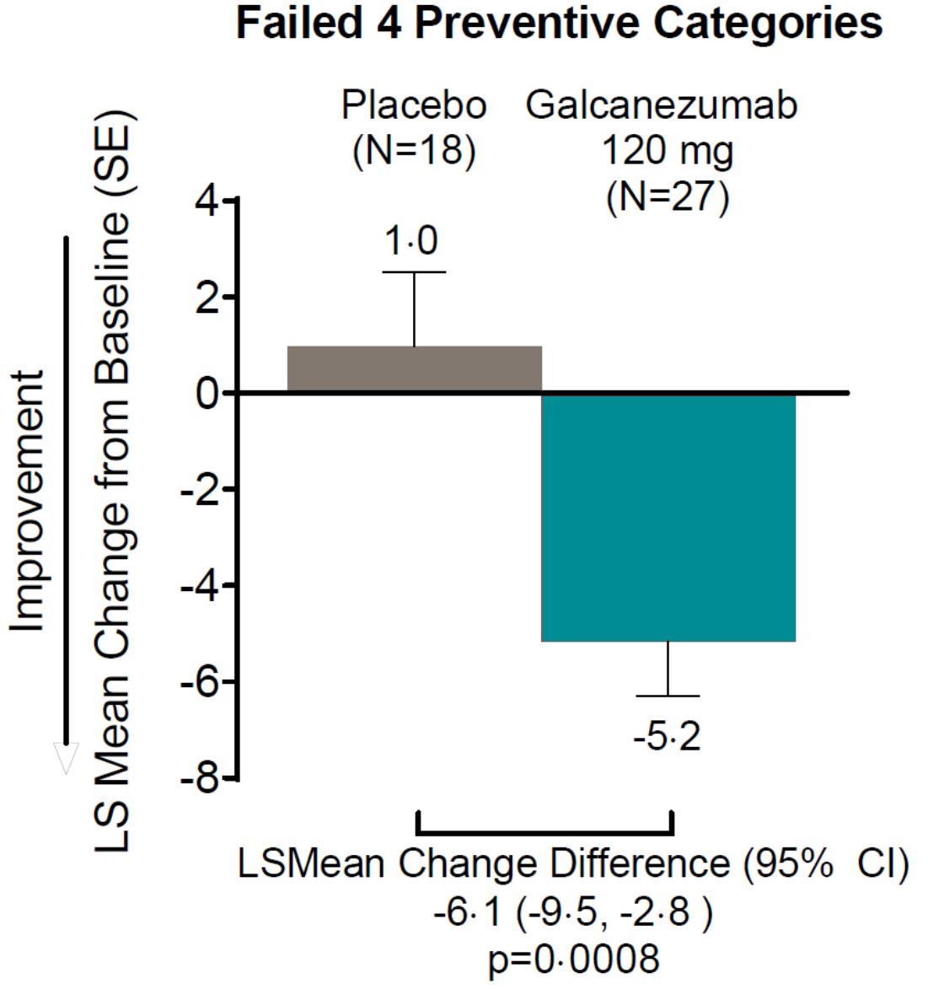 Failed 4 Preventive Categories
Placebo
(N=18)
Galcanezumab
120 mg
(N=27)
Improvement
LS Mean Change from Baseline (SE)
4
2
0
-2
-4
-6
-8
1·0
-5·2
LSMean Change Difference (95%  CI)
-6·1 (-9·5, -2·8 )
p=0·0008